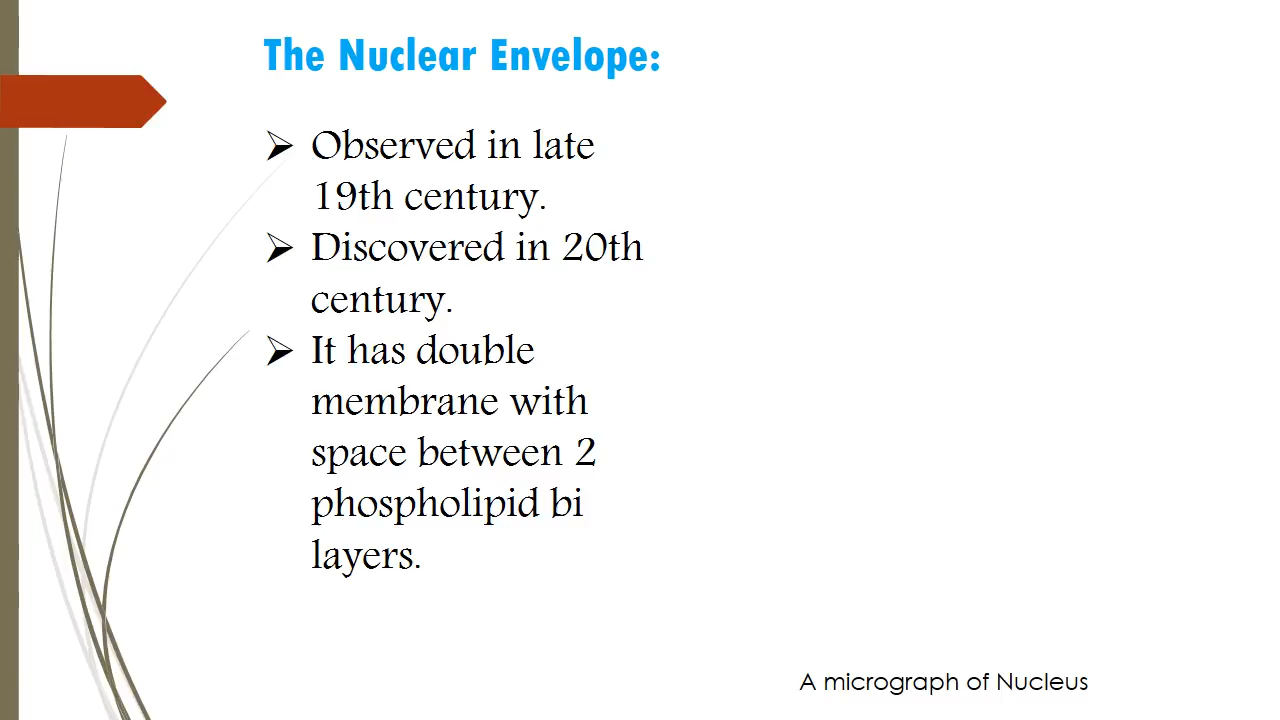 The Nuclear Envelope:
➢ Observed in late
19th century.
➢ Discovered in 20th
century.
➢ It has double
membrane with
space between 2
phospholipid bi
layers.
A micrograph of Nucleus